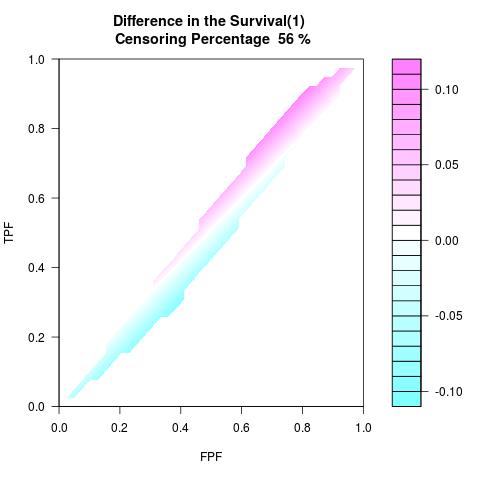 Difference in the Survival(1)
Censoring Percentage 56 %
TPF
1.0
0.8
0.6
0.4
0.2
0.0
0.0 0.2 0.4 0.6 0.8 1.0
FPF
0.10
0.05
0.00
-0.05
-0.10